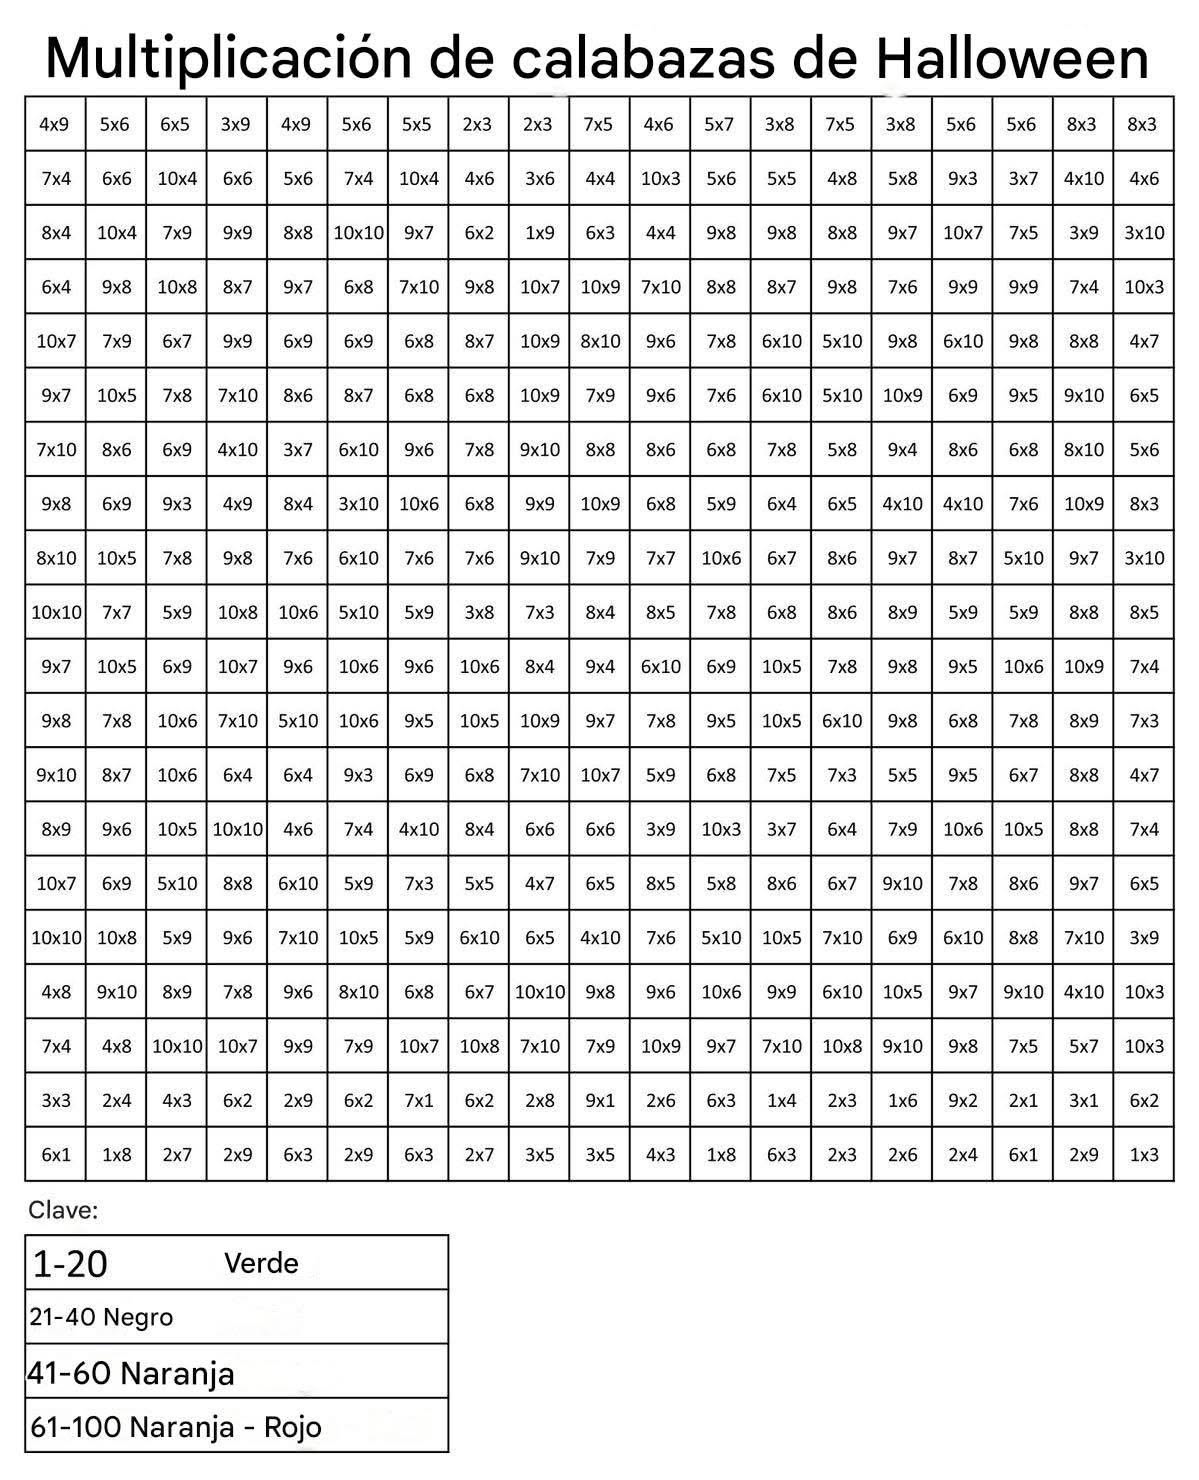 Multiplicación de calabazas de Halloween
4x9 5x6 6x5 3x9 4x9 5x6 5x5 2x3 2x3 7x5 4x6 5x7 3x8 7x5 3x8 5x6 5x6 8x3 8x3
7x4 6x6 10x4 6x6 5x6 7x4 10x4 4x6 3x6 4x4 10x3 5x6 5x5 4x8 5x8 9x3 3x7 4x10 4x6
8x4 10x4 7x9 9x9 8x8 10x10 9x7 6x2 1x9 6x3 4x4 9x8 9x8 8x8 9x7 10x7 7x5 3x9 3x10
6x4 9x8 10x8 8x7 9x7 6x8 7x10 9x8 10x7 10x9 7x10 8x8 8x7 9x8 7x6 9x9 9x9 7x4 10x3
10x7 7x9 6x7 9x9 6x9 6x9 6x8 8x7 10x9 8x10 9x6 7x8 6x10 5x10 9x8 6x10 9x8 8x8 4x7
9x7 10x5 7x8 7x10 8x6 8x7 6x8 6x8 10x9 7x9 9x6 7x6 6x10 5x10 10x9 6x9 9x5 9x10 6x5
7x10 8x6 6x9 4x10 3x7 6x10 9x6 7x8 9x10 8x8 8x6 6x8 7x8 5x8 9x4 8x6 6x8 8x10 5x6
9x8 6x9 9x3 4x9 8x4 3x10 10x6 6x8 9x9 10x9 6x8 5x9 6x4 6x5 4x10 4x10 7x6 10x9 8x3
8x10 10x5 7x8 9x8 7x6 6x10 7x6 7x6 9x10 7x9 7x7 10x6 6x7 8x6 9x7 8x7 5x10 9x7 3x10
10x10 7x7 5x9 10x8 10x6 5x10 5x9 3x8 7x3 8x4 8x5 7x8 6x8 8x6 8x9 5x9 5x9 8x8 8x5
9x7 10x5 6x9 10x7 9x6 10x6 9x6 10x6 8x4 9x4 6x10 6x9 10x5 7x8 9x8 9x5 10x6 10x9 7x4
9x8 7x8 10x6 7x10 5x10 10x6 9x5 10x5 10x9 9x7 7x8 9x5 10x5 6x10 9x8 6x8 7x8 8x9 7x3
9x10 8x7 10x6 6x4 6x4 9x3 6x9 6x8 7x10 10x7 5x9 6x8 7x5 7x3 5x5 9x5 6x7 8x8 4x7
8x9 9x6 10x5 10x10 4x6 7x4 4x10 8x4 6x6 6x6 3x9 10x3 3x7 6x4 7x9 10x6 10x5 8x8 7x4
10x7 6x9 5x10 8x8 6x10 5x9 7x3 5x5 4x7 6x5 8x5 5x8 8x6 6x7 9x10 7x8 8x6 9x7 6x5
10x10 10x8 5x9 9x6 7x10 10x5 5x9 6x10 6x5 4x10 7x6 5x10 10x5 7x10 6x9 6x10 8x8 7x10 3x9
4x8 9x10 8x9 7x8 9x6 8x10 6x8 6x7 10x10 9x8 9x6 10x6 9x9 6x10 10x5 9x7 9x10 4x10 10x3
7x4 4x8 10x10 10x7 9x9 7x9 10x7 10x8 7x10 7x9 10x9 9x7 7x10 10x8 9x10 9x8 7x5 5x7 10x3
3x3 2x4 4x3 6x2 2x9 6x2 7x1 6x2 2x8 9x1 2x6 6x3 1x4 2x3 1x6 9x2 2x1 3x1 6x2
6x1 1x8 2x7 2x9 6x3 2x9 6x3 2x7 3x5 3x5 4x3 1x8 6x3 2x3 2x6 2x4 6x1 2x9 1x3
Clave:
1-20 Verde
21-40 Negro
41-60 Naranja
61-100 Naranja - Rojo